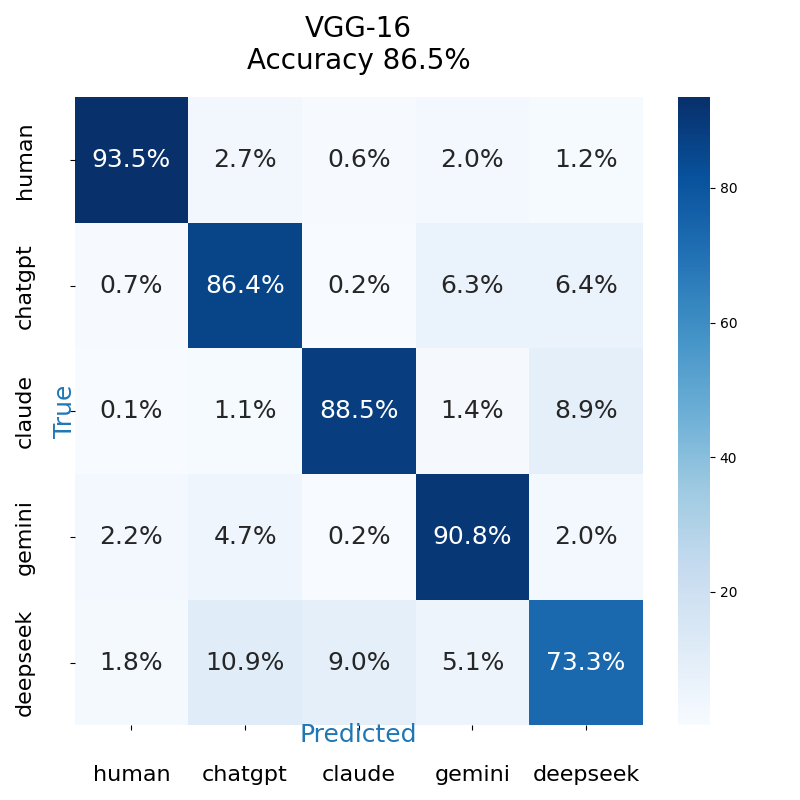 VGG-16
Accuracy 86.5%
human 93.5% 2.7% 0.6% 2.0% 1.2%
chatgpt 0.7% 86.4% 0.2% 6.3% 6.4%
claude 0.1% 1.1% 88.5% 1.4% 8.9%
gemini 2.2% 4.7% 0.2% 90.8% 2.0%
deepseek 1.8% 10.9% 9.0% 5.1% 73.3%
True
Predicted
human chatgpt claude gemini deepseek
80
60
40
20